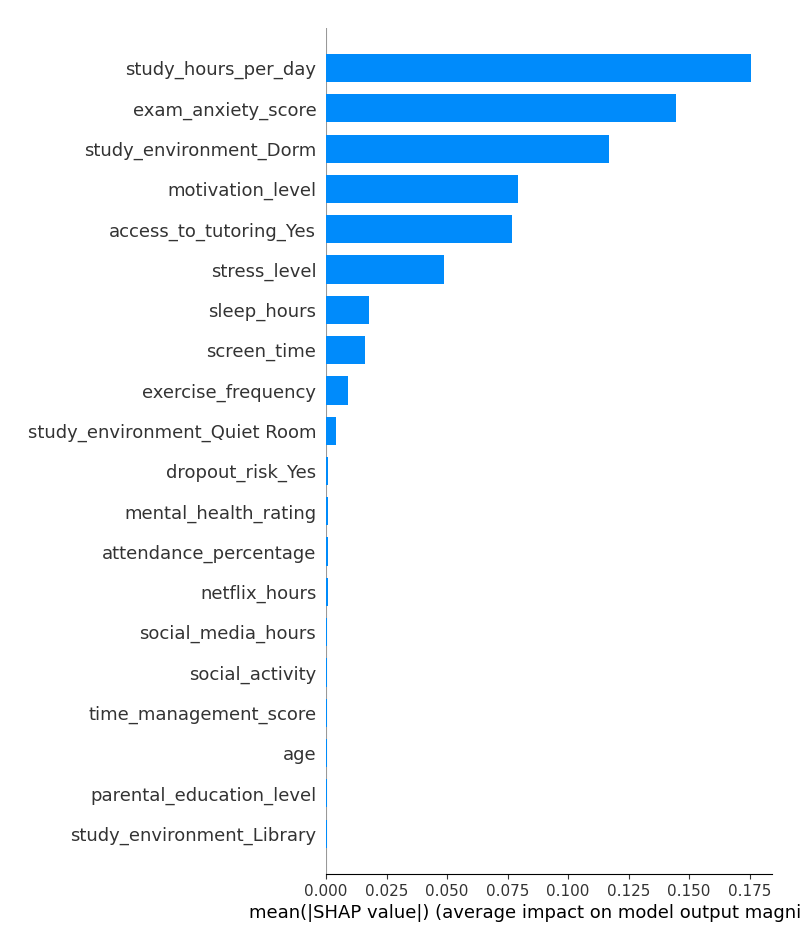 study_hours_per_day
exam_anxiety_score
study_environment_Dorm
motivation_level
access_to_tutoring_Yes
stress_level
sleep_hours
screen_time
exercise_frequency
study_environment_Quiet Room
dropout_risk_Yes
mental_health_rating
attendance_percentage
netflix_hours
social_media_hours
social_activity
time_management_score
age
parental_education_level
study_environment_Library
0.000 0.025 0.050 0.075 0.100 0.125 0.150 0.175
mean(|SHAP value|) (average impact on model output magni